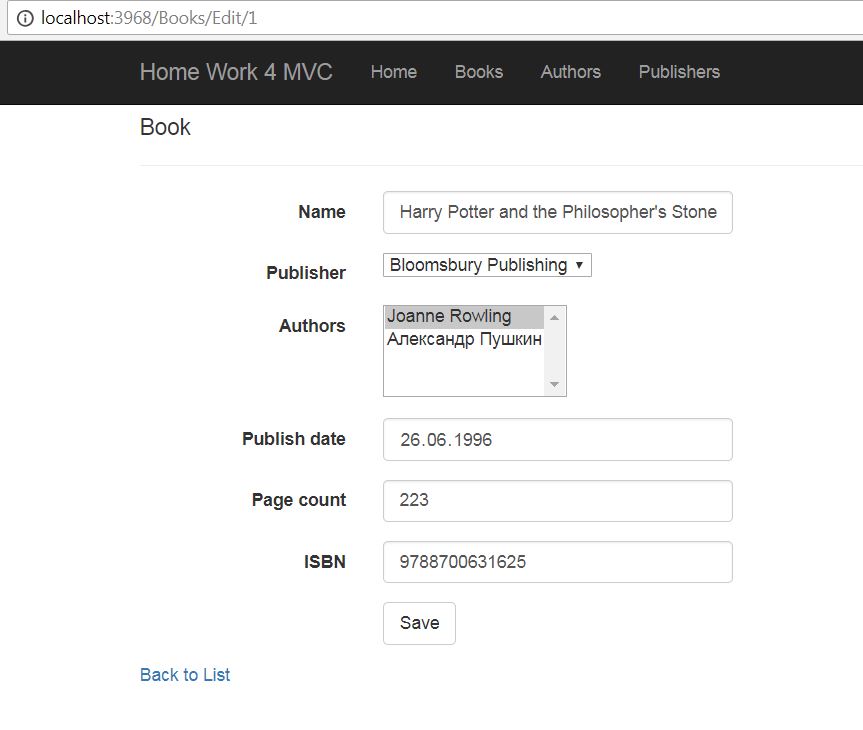 localhost:3968/Books/Edit/1
Home Work 4 MVC Home Books Authors Publishers
Book
Name Harry Potter and the Philosopher's Stone
Publisher Bloomsbury Publishing
Authors Joanne Rowling
Александр Пушкин
Publish date 26.06.1996
Page count 223
ISBN 9788700631625
Save
Back to List